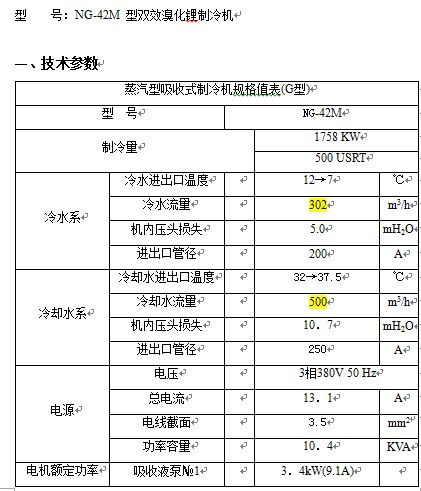 型 号：NG-42M 型双效溴化锂制冷机
一、技术参数
蒸汽型吸收式制冷机规格值表(G型)
型 号 NG-42M
制冷量 1758 KW
500 USRT
冷水系 冷水进出口温度 12→7 ℃
冷水流量 302 m³/h
机内压头损失 5.0 mH₂O
进出口管径 200 A
冷却水系 冷却水进出口温度 32→37.5 ℃
冷却水流量 500 m³/h
机内压头损失 10．7 mH₂O
进出口管径 250 A
电源 电压 3相380V 50 Hz
总电流 13．1 A
电线截面 3.5 mm²
功率容量 10．4 KVA
电机额定功率 吸收液泵№1 3．4kW(9.1A)